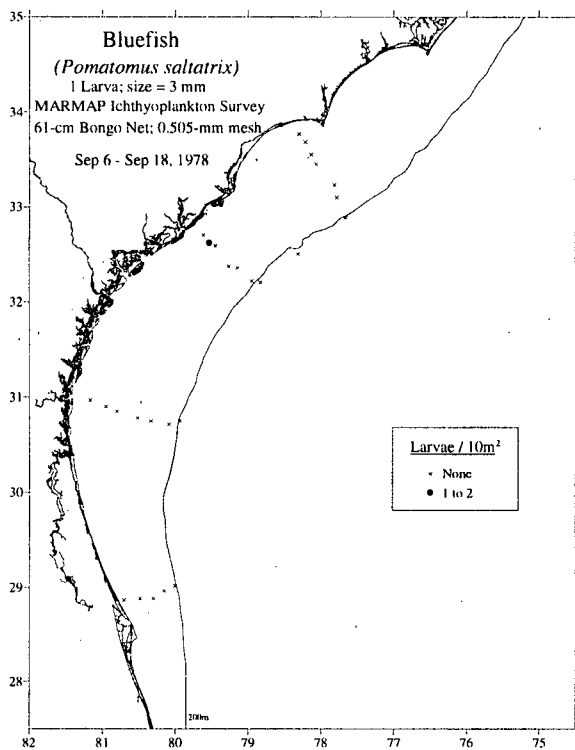 Bluefish
(Pomatomus saltatrix)
1 Larva; size = 3 mm
MARMAP Ichthyoplankton Survey
61-cm Bongo Net; 0.505-mm mesh
Sep 6 - Sep 18, 1978
35
34
33
32
31
30
29
28
Larvae / 10m²
× None
● 1 to 2
200m
82 81 80 79 78 77 76 75